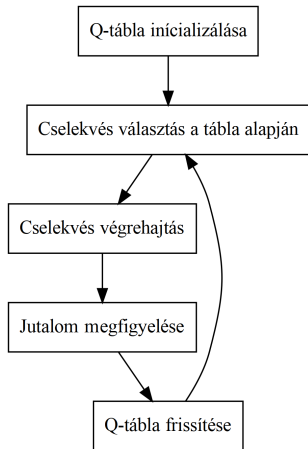 Q-tábla inícializálása
Cselekvés választás a tábla alapján
Cselekvés végrehajtás
Jutalom megfigyelése
Q-tábla frissítése